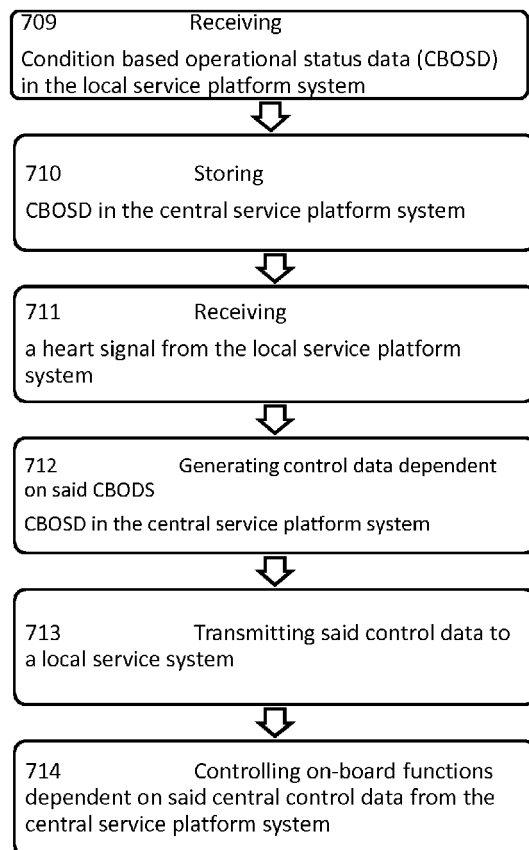 709 Receiving
Condition based operational status data (CBOSD)
in the local service platform system
710 Storing
CBOSD in the central service platform system
711 Receiving
a heart signal from the local service platform
system
712 Generating control data dependent
on said CBODS
CBOSD in the central service platform system
713 Transmitting said control data to
a local service system
714 Controlling on-board functions
dependent on said central control data from the
central service platform system